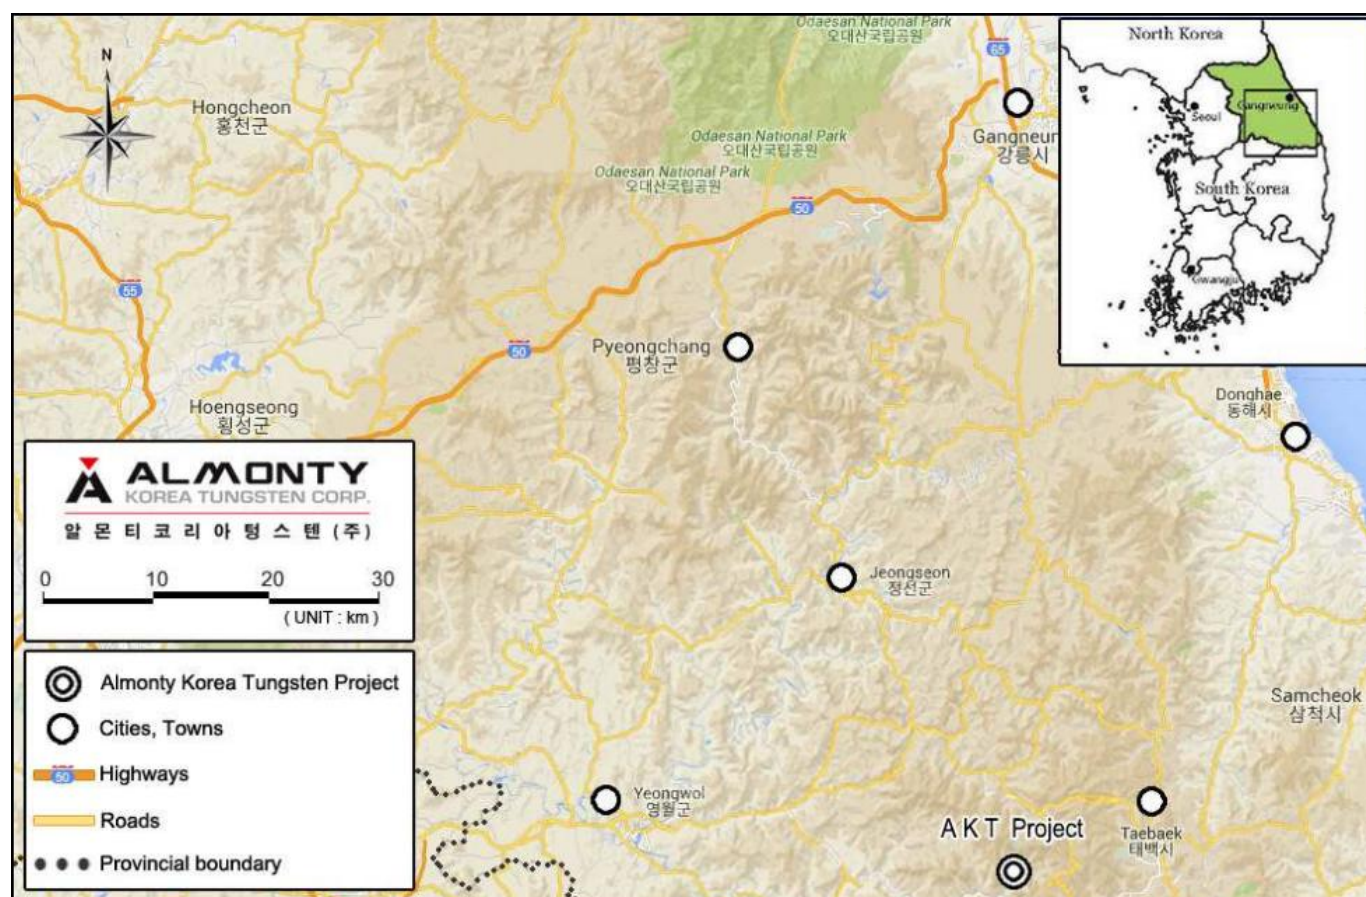 Odaesan National Park
오대산국립공원
65
N
Hongcheon
홍천군
Odaesan National Park
오대산국립공원
Gangneun
강릉시
Odaesan National Park
오대산국립공원
50
55
50
Pyeongchang
평창군
Hoengseong
횡성군
North Korea
Gangneung
Seoul
South Korea
Gwangju
Donghae
동해시
ALMONTY
KOREA TUNGSTEN CORP.
알몬티코리아텅스텐(주)
0 10 20 30
( UNIT : km )
Jeongseon
정선군
Almonty Korea Tungsten Project
Cities, Towns
50 Highways
Roads
Provincial boundary
Samcheok
삼척시
Yeongwol
영월군
A K T Project
Taebaek
태백시